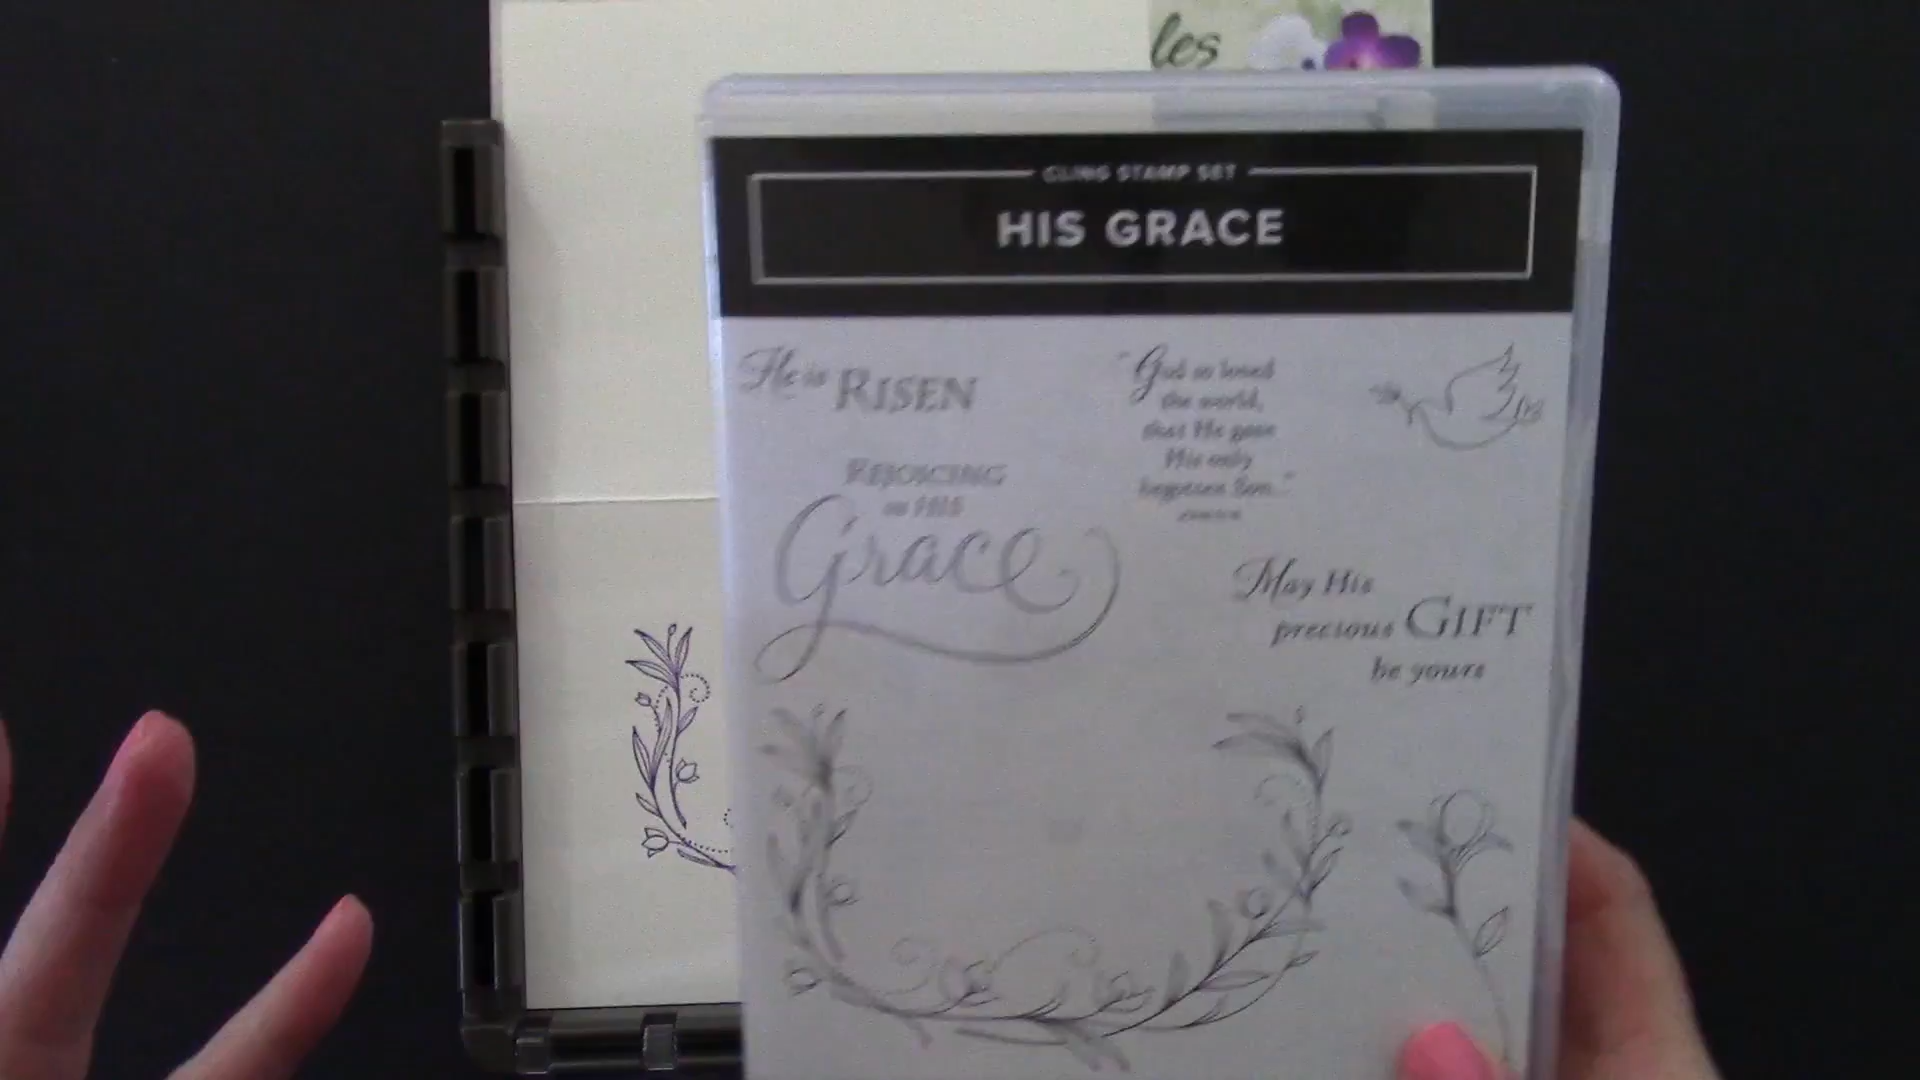 les
CLING STAMP SET
HIS GRACE
He is RISEN
"God so loved
the world,
that He gave
His only
begotten Son..."
REJOICING
in HIS
Grace
May His
precious GIFT
be yours